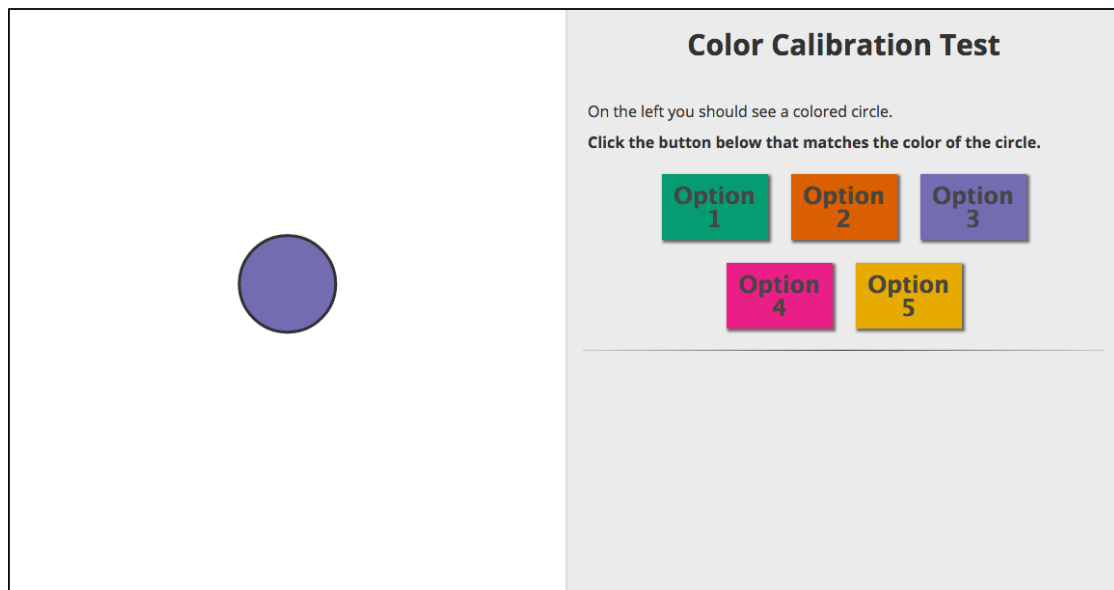 Color Calibration Test
On the left you should see a colored circle.
Click the button below that matches the color of the circle.
Option
1
Option
2
Option
3
Option
4
Option
5